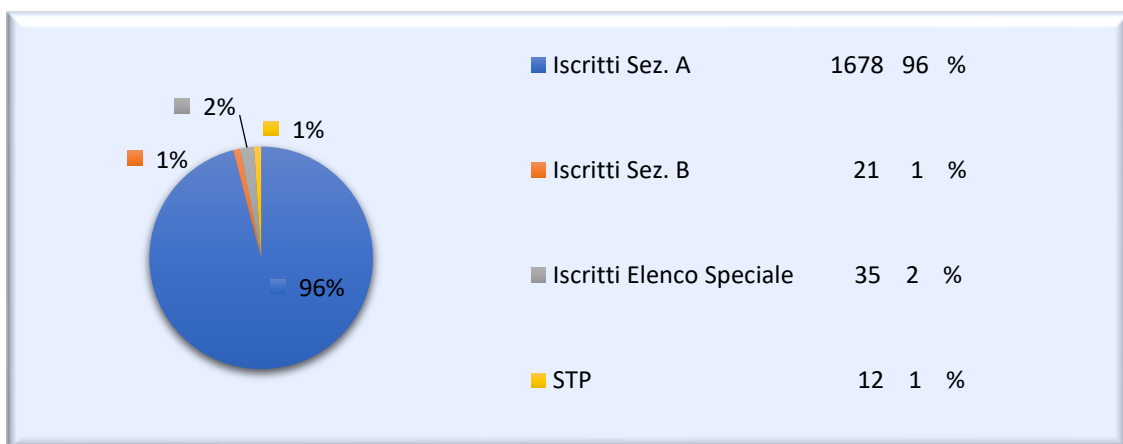 2%
1%
1%
96%
Iscritti Sez. A 1678 96 %
Iscritti Sez. B 21 1 %
Iscritti Elenco Speciale 35 2 %
STP 12 1 %